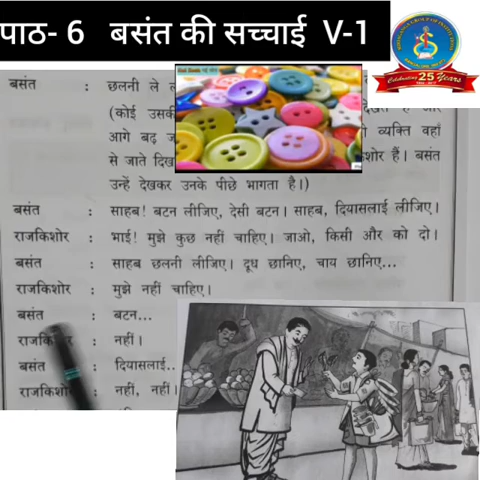 पाठ- 6 बसंत की सच्चाई V-1
Celebrating 25 Years
बसंत : छलनी ले
(कोई उसकी
आगे बढ़ व्यक्ति वहाँ
से जाते दिख शोर हैं। बसंत
उन्हें देखकर उनके पीछे भागता है।)
बसंत : साहब! बटन लीजिए, देसी बटन। साहब, दियासलाई लीजिए।
राजकिशोर : भाई! मुझे कुछ नहीं चाहिए। जाओ, किसी और को दो।
बसंत : साहब छलनी लीजिए। दूध छानिए, चाय छानिए...
राजकिशोर : मुझे नहीं चाहिए।
बसंत : बटन...
राजकि : नहीं।
बसंत : दियासलाई..
राजकिशोर : नहीं, नहीं।